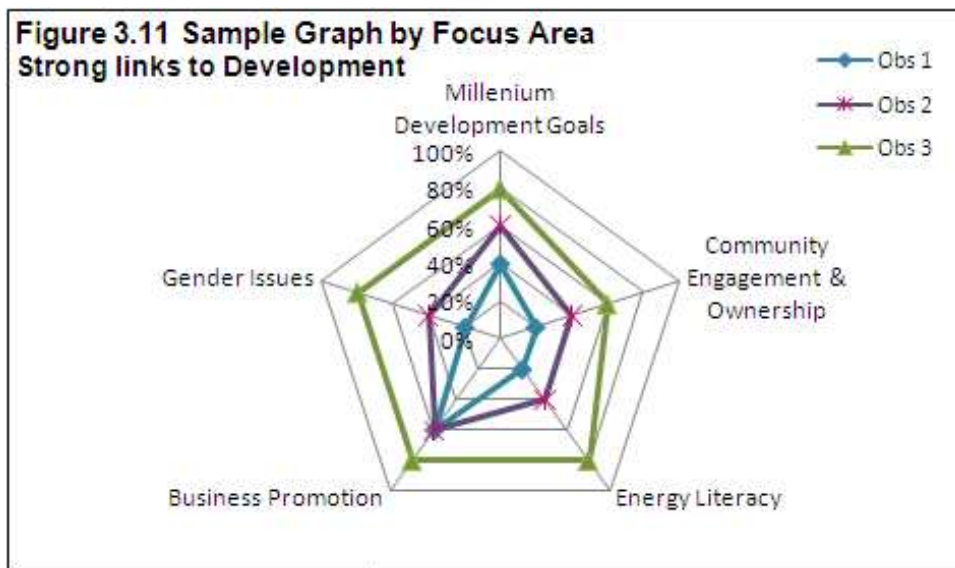 Figure 3.11 Sample Graph by Focus Area
Strong links to Development
Obs 1
Obs 2
Obs 3
Millenium
Development Goals
100%
80%
60%
40%
20%
0%
Community
Engagement &
Ownership
Gender Issues
Business Promotion
Energy Literacy